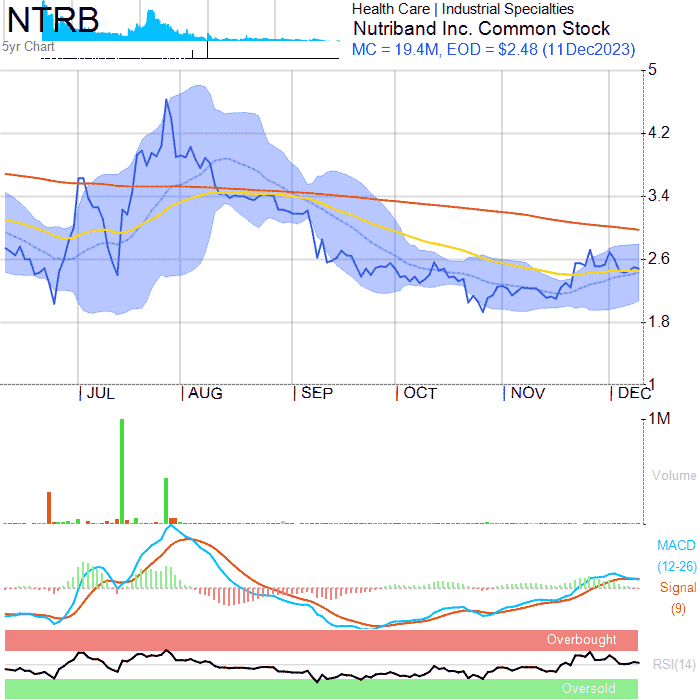 NTRB
5yr Chart
Health Care | Industrial Specialties
Nutriband Inc. Common Stock
MC = 19.4M, EOD = $2.48 (11Dec2023)
5
4.2
3.4
2.6
1.8
1
JUL AUG SEP OCT NOV DEC
1M
Volume
MACD
(12-26)
Signal
(9)
Overbought
RSI(14)
Oversold